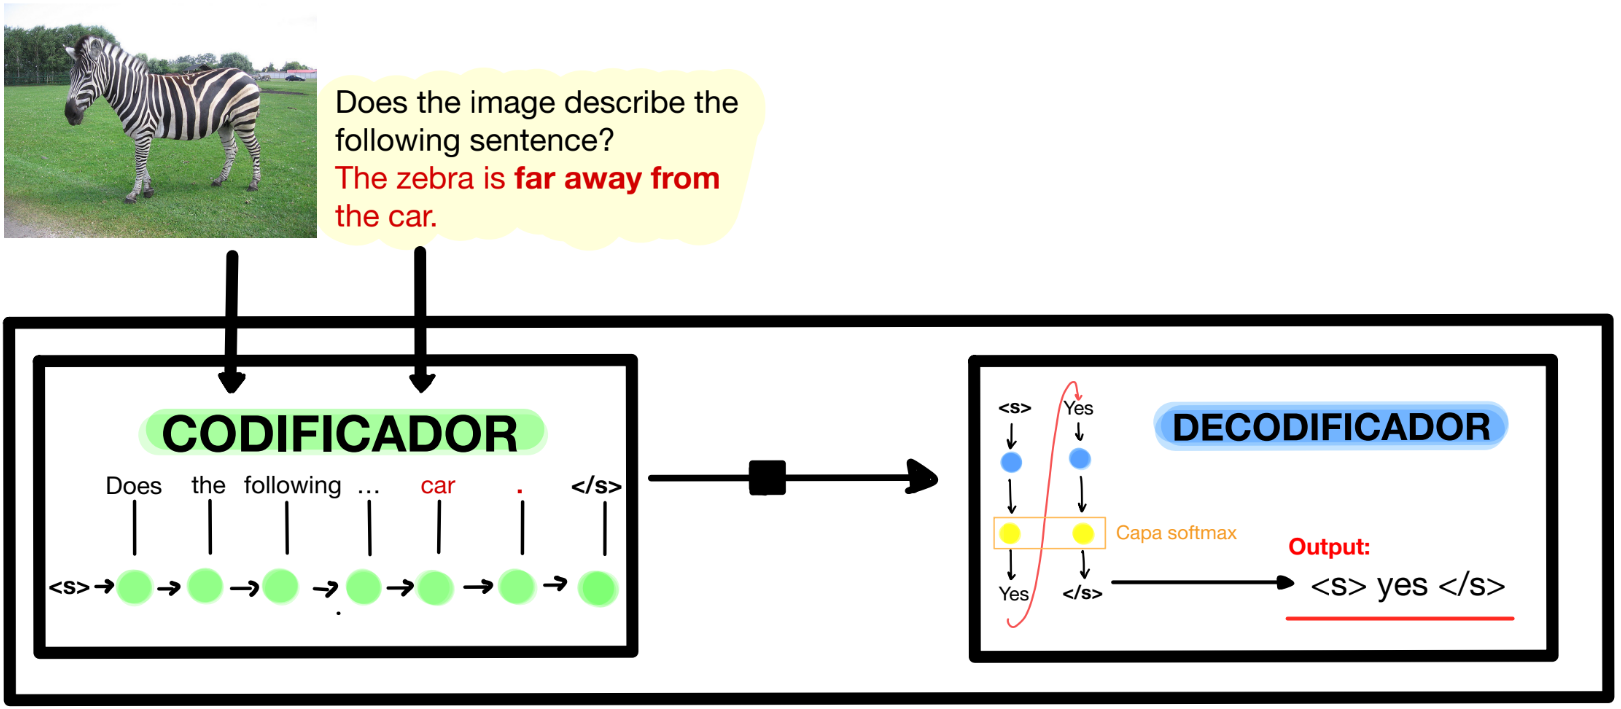 Does the image describe the
following sentence?
The zebra is far away from
the car.
CODIFICADOR
Does the following ... car . </s>
<s>
DECODIFICADOR
<s> Yes
Capa softmax
Yes </s>
Output:
<s> yes </s>